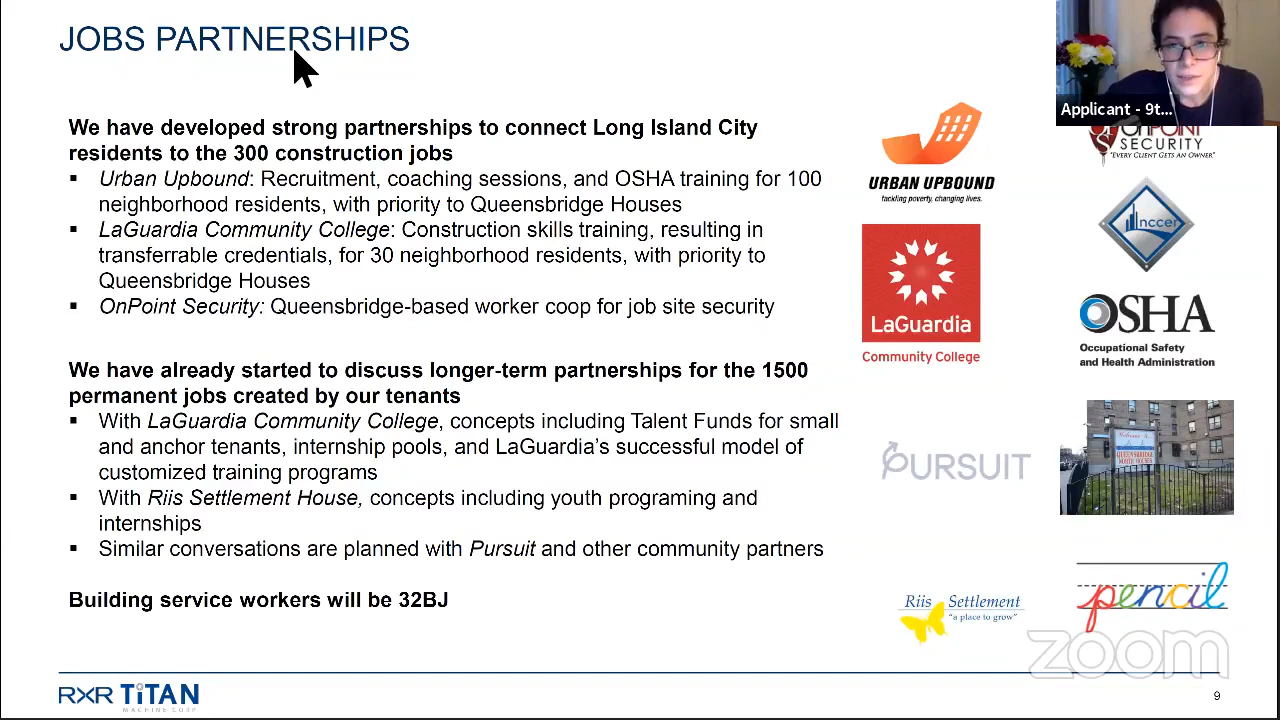 JOBS PARTNERSHIPS
Applicant - 9t...
We have developed strong partnerships to connect Long Island City
residents to the 300 construction jobs
▪ Urban Upbound: Recruitment, coaching sessions, and OSHA training for 100
neighborhood residents, with priority to Queensbridge Houses
▪ LaGuardia Community College: Construction skills training, resulting in
transferrable credentials, for 30 neighborhood residents, with priority to
Queensbridge Houses
▪ OnPoint Security: Queensbridge-based worker coop for job site security
We have already started to discuss longer-term partnerships for the 1500
permanent jobs created by our tenants
▪ With LaGuardia Community College, concepts including Talent Funds for small
and anchor tenants, internship pools, and LaGuardia's successful model of
customized training programs
▪ With Riis Settlement House, concepts including youth programing and
internships
▪ Similar conversations are planned with Pursuit and other community partners
Building service workers will be 32BJ
URBAN UPBOUND
tackling poverty, changing lives.
ONPOINT
SECURITY
"EVERY CLIENT GETS AN OWNER"
nccer
LaGuardia
Community College
OSHA
Occupational Safety
and Health Administration
PURSUIT
QUEENSBRIDGE
NORTH HOUSES
Riis Settlement
"a place to grow"
pencil
zoom
RXR TiTAN
MACHINE CORP
9